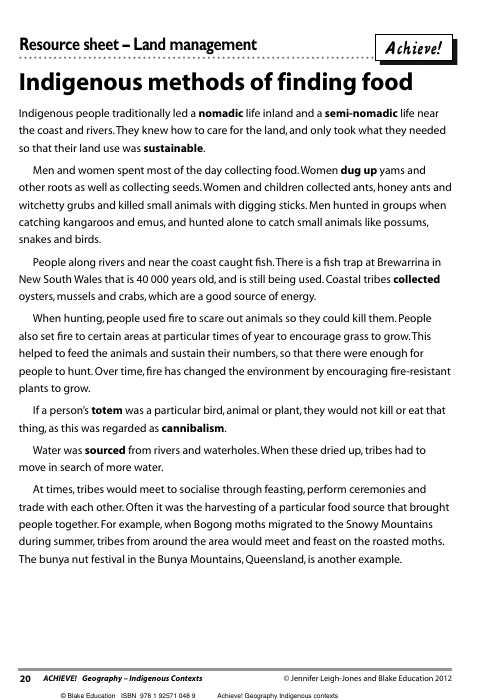 Resource sheet – Land management
Achieve!
Indigenous methods of finding food
Indigenous people traditionally led a nomadic life inland and a semi-nomadic life near
the coast and rivers. They knew how to care for the land, and only took what they needed
so that their land use was sustainable.
Men and women spent most of the day collecting food. Women dug up yams and
other roots as well as collecting seeds. Women and children collected ants, honey ants and
witchetty grubs and killed small animals with digging sticks. Men hunted in groups when
catching kangaroos and emus, and hunted alone to catch small animals like possums,
snakes and birds.
People along rivers and near the coast caught fish. There is a fish trap at Brewarrina in
New South Wales that is 40 000 years old, and is still being used. Coastal tribes collected
oysters, mussels and crabs, which are a good source of energy.
When hunting, people used fire to scare out animals so they could kill them. People
also set fire to certain areas at particular times of year to encourage grass to grow. This
helped to feed the animals and sustain their numbers, so that there were enough for
people to hunt. Over time, fire has changed the environment by encouraging fire-resistant
plants to grow.
If a person's totem was a particular bird, animal or plant, they would not kill or eat that
thing, as this was regarded as cannibalism.
Water was sourced from rivers and waterholes. When these dried up, tribes had to
move in search of more water.
At times, tribes would meet to socialise through feasting, perform ceremonies and
trade with each other. Often it was the harvesting of a particular food source that brought
people together. For example, when Bogong moths migrated to the Snowy Mountains
during summer, tribes from around the area would meet and feast on the roasted moths.
The bunya nut festival in the Bunya Mountains, Queensland, is another example.
20 ACHIEVE! Geography – Indigenous Contexts © Jennifer Leigh-Jones and Blake Education 2012
© Blake Education ISBN 978 1 92571 048 9 Achieve! Geography Indigenous contexts